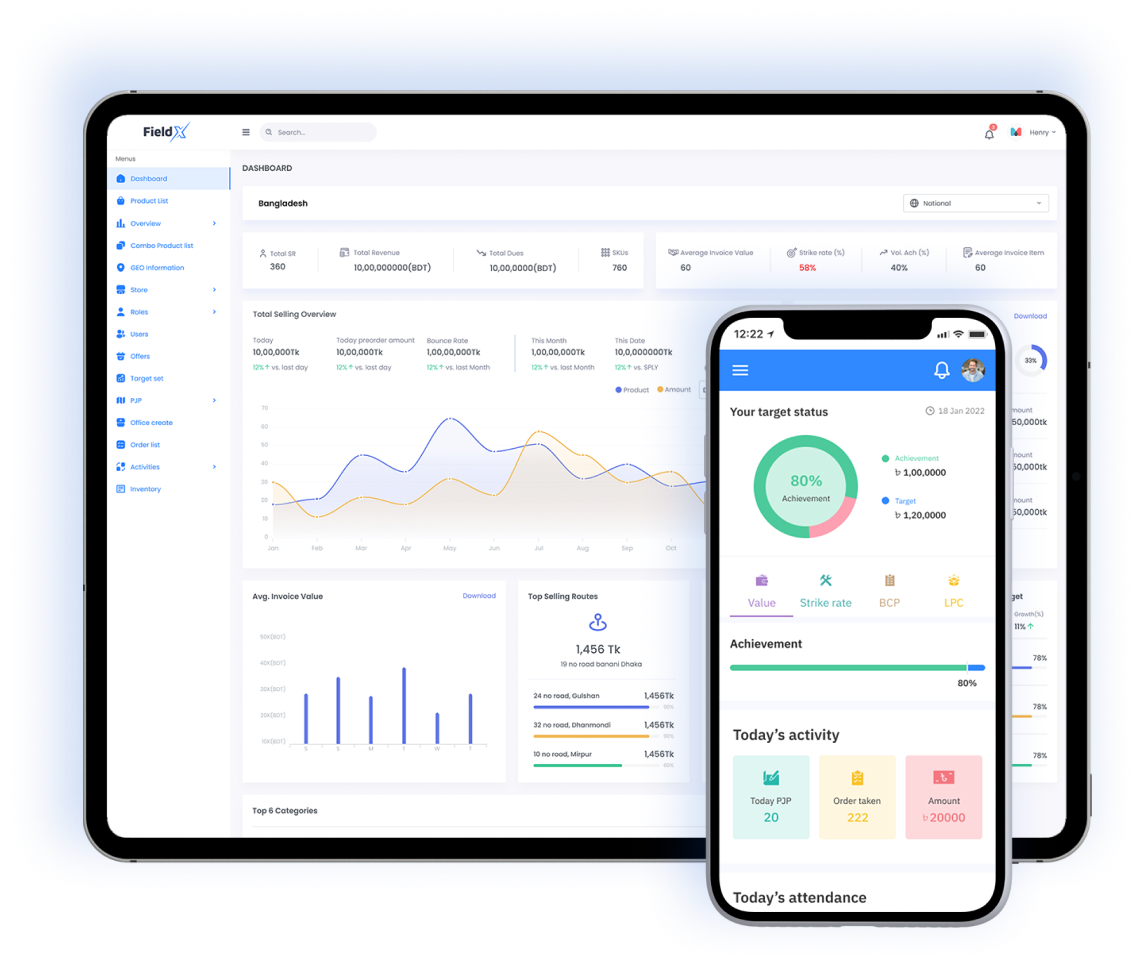 FieldX
Search...
3
Henry
Menus
Dashboard
Product List
Overview
Combo Product list
GEO Information
Store
Roles
Users
Offers
Target set
PJP
Office create
Order list
Activities
Inventory
DASHBOARD
Bangladesh
National
Total SR
360
Total Revenue
10,00,000000(BDT)
Total Dues
10,00,0000(BDT)
SKUs
760
Average Invoice Value
60
Strike rate (%)
58%
Vol. Ach (%)
40%
Average Invoice Item
60
Total Selling Overview
Today
10,00,000Tk
12% vs. last day
Today preorder amount
10,00,000Tk
12% vs. last day
Bounce Rate
1,00,00,000Tk
12% vs. last Month
This Month
1,00,00,000Tk
12% vs. last Month
This Date
10,0,0000000Tk
12% vs. SPLY
Product
Amount
70
60
50
40
30
20
10
0
Jan
Feb
Mar
Apr
May
Jun
Jul
Aug
Sep
Oct
Download
33%
mount
50,000tk
ount
50,000tk
nount
50,000tk
Avg. Invoice Value
Download
50X(BDT)
40X(BDT)
30X(BDT)
20X(BDT)
10X(BDT)
S
S
M
T
W
T
Top Selling Routes
1,456 Tk
19 no road banani Dhaka
24 no road, Gulshan
1,456Tk
90%
32 no road, Dhanmondi
1,456Tk
90%
10 no road, Mirpur
1,456Tk
60%
get
Growth(%)
11%
78%
78%
78%
Top 6 Categories
12:22
Your target status
18 Jan 2022
80%
Achievement
Achievement
৳ 1,00,0000
Target
৳ 1,20,0000
Value
Strike rate
BCP
LPC
Achievement
80%
Today's activity
Today PJP
20
Order taken
222
Amount
৳ 20000
Today's attendance